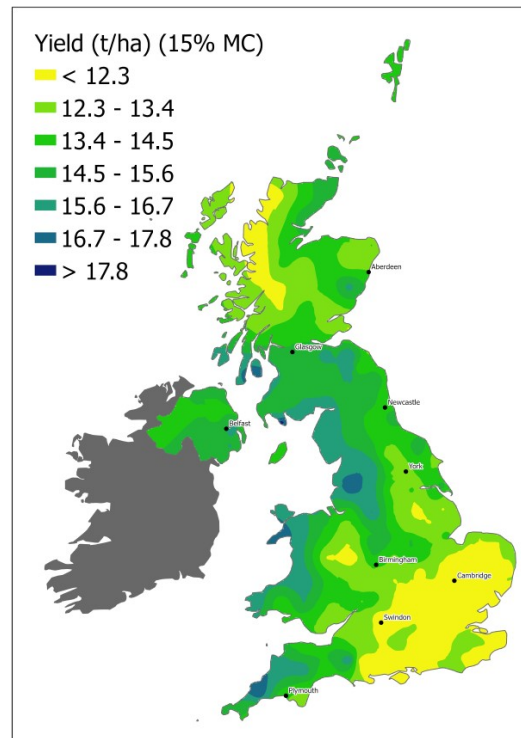 Yield (t/ha) (15% MC)
< 12.3
12.3 - 13.4
13.4 - 14.5
14.5 - 15.6
15.6 - 16.7
16.7 - 17.8
> 17.8
Aberdeen
Glasgow
Newcastle
Belfast
York
Birmingham
Cambridge
Swindon
Plymouth